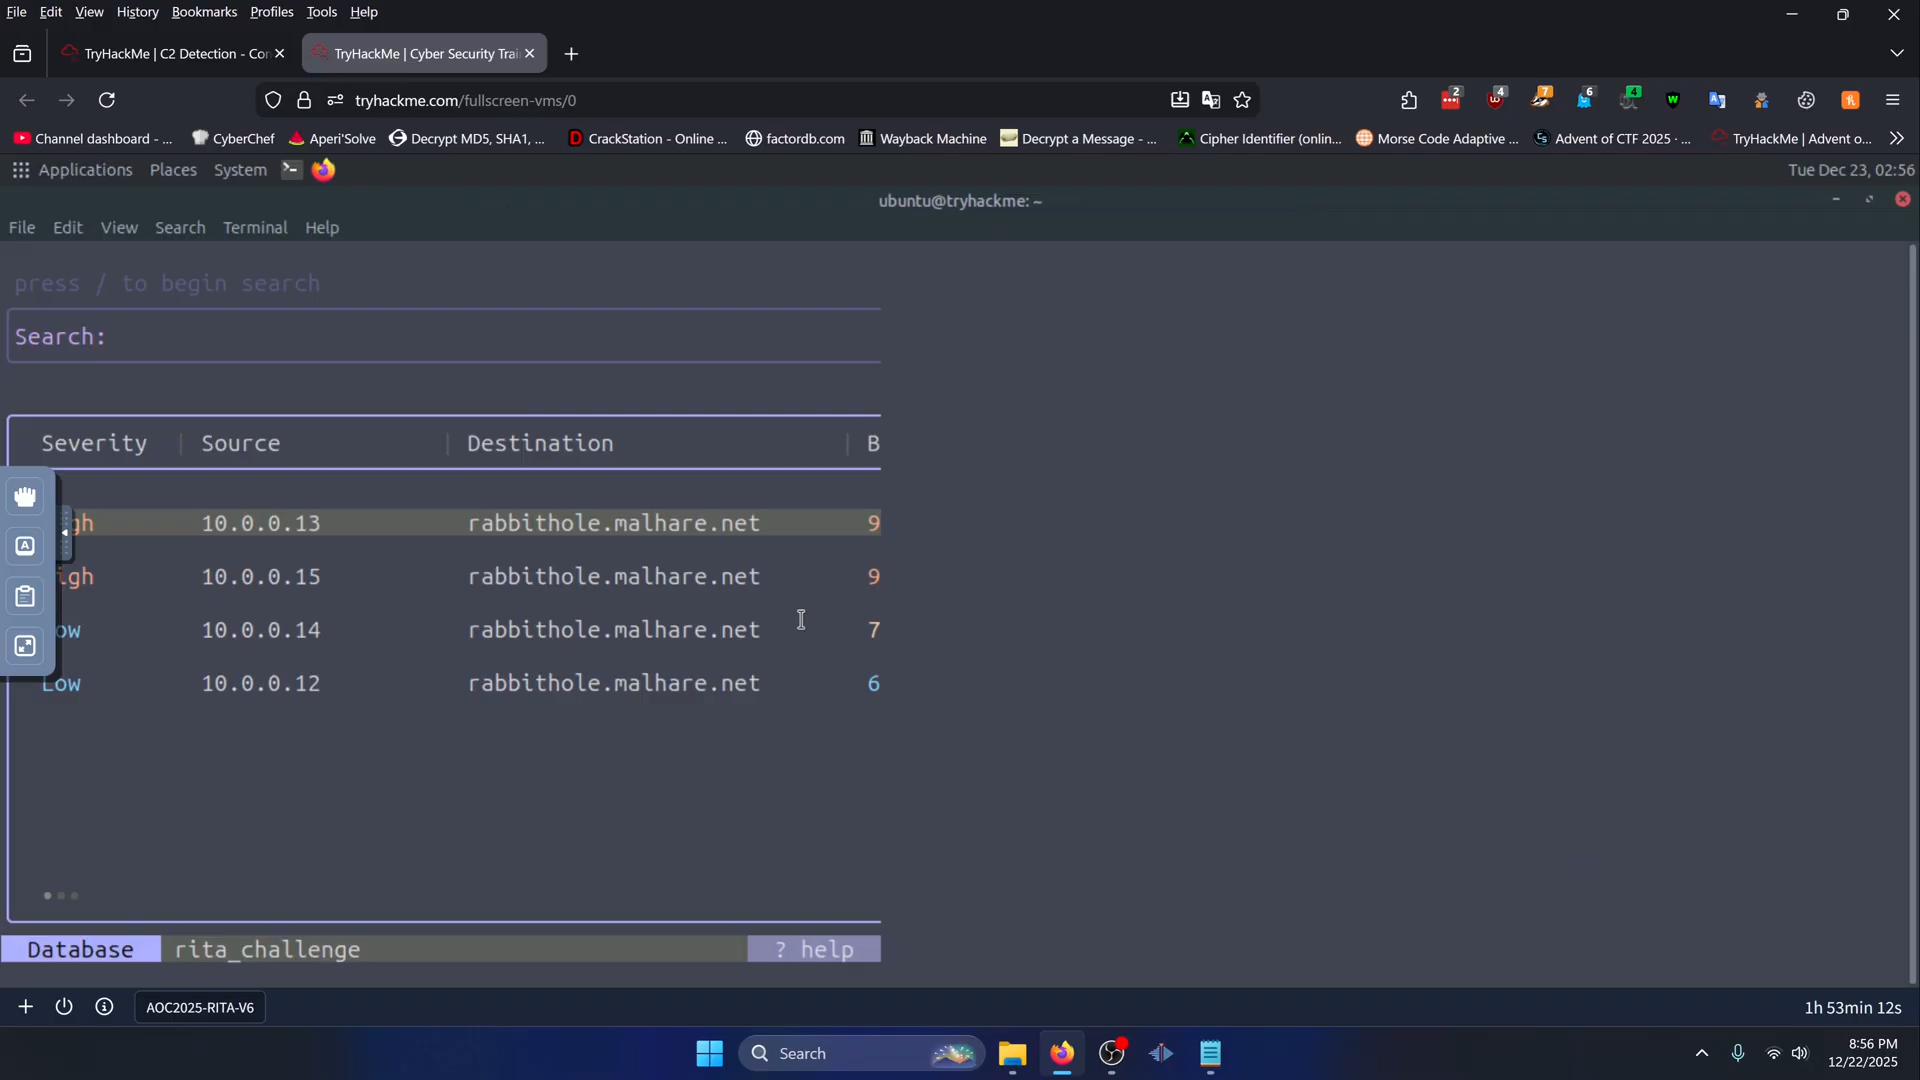 File Edit View History Bookmarks Profiles Tools Help
TryHackMe | C2 Detection - Con
TryHackMe | Cyber Security Trai
tryhackme.com/fullscreen-vms/0
2 4 7 6 4
Channel dashboard - ... CyberChef Aperi'Solve Decrypt MD5, SHA1, ... CrackStation - Online ... factordb.com Wayback Machine Decrypt a Message - ... Cipher Identifier (onlin... Morse Code Adaptive ... Advent of CTF 2025 · ... TryHackMe | Advent o...
Applications Places System Tue Dec 23, 02:56
ubuntu@tryhackme: ~
File Edit View Search Terminal Help
press / to begin search
Search:
Severity | Source | Destination | B
gh 10.0.0.13 rabbithole.malhare.net 9
igh 10.0.0.15 rabbithole.malhare.net 9
ow 10.0.0.14 rabbithole.malhare.net 7
Low 10.0.0.12 rabbithole.malhare.net 6
Database rita_challenge ? help
AOC2025-RITA-V6 1h 53min 12s
Search
8:56 PM
12/22/2025